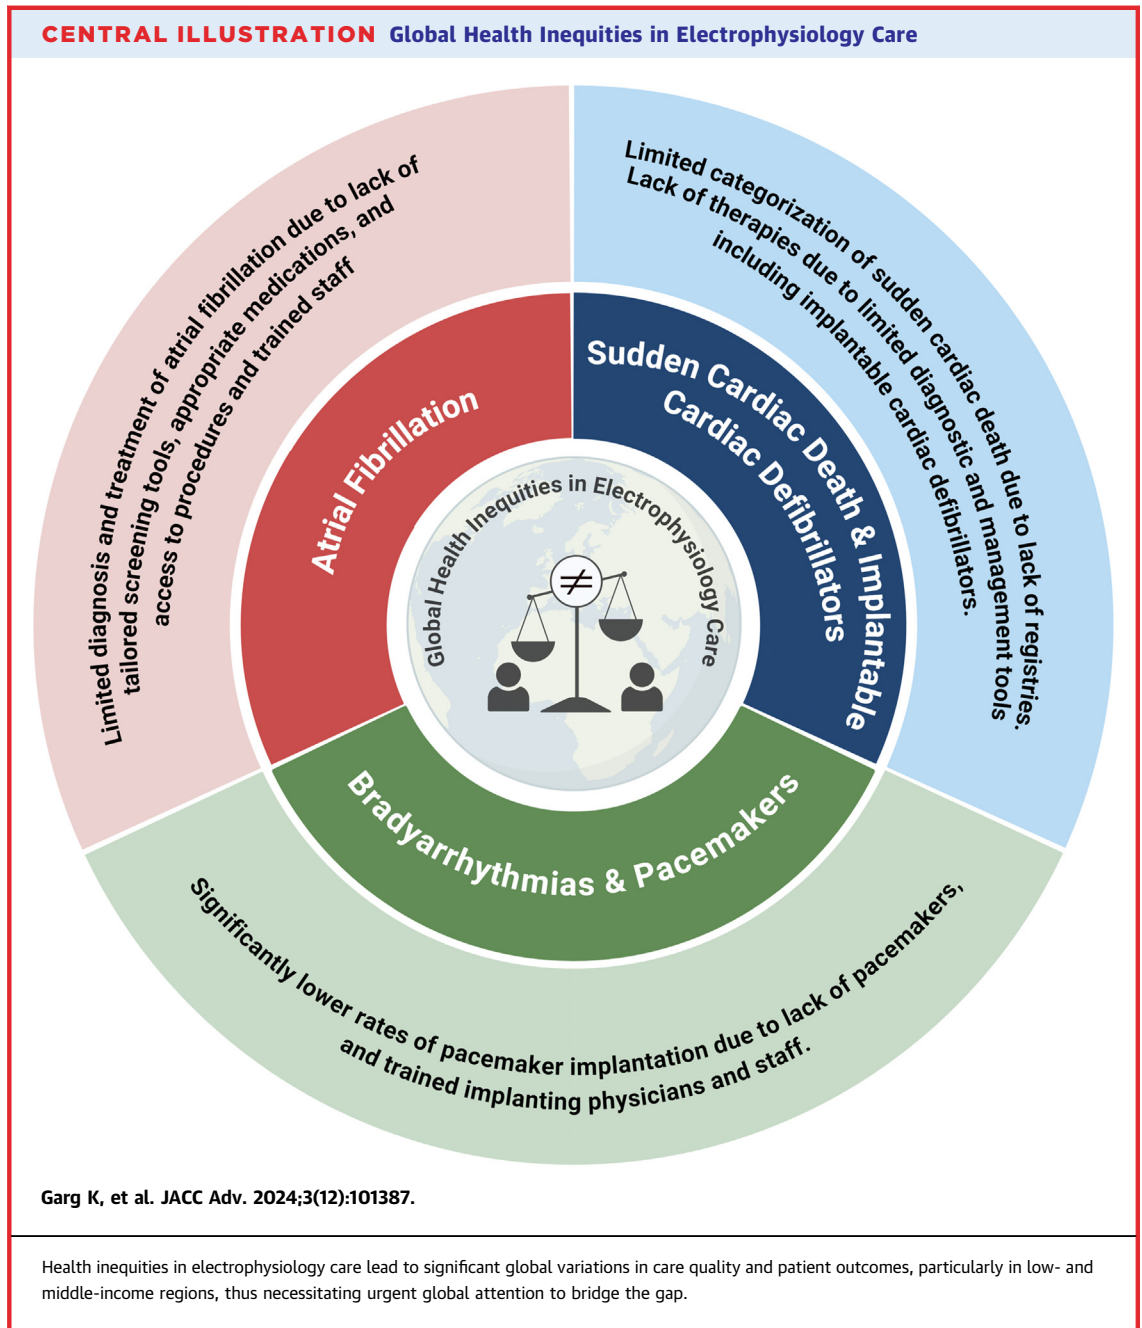 CENTRAL ILLUSTRATION Global Health Inequities in Electrophysiology Care
Limited diagnosis and treatment of atrial fibrillation due to lack of
tailored screening tools, appropriate medications, and
access to procedures and trained staff
Limited categorization of sudden cardiac death due to lack of registries.
Lack of therapies due to limited diagnostic and management tools
including implantable cardiac defibrillators.
Atrial Fibrillation
Sudden Cardiac Death & Implantable
Cardiac Defibrillators
Global Health Inequities in Electrophysiology Care
≠
Bradyarrhythmias & Pacemakers
Significantly lower rates of pacemaker implantation due to lack of pacemakers,
and trained implanting physicians and staff.
Garg K, et al. JACC Adv. 2024;3(12):101387.
Health inequities in electrophysiology care lead to significant global variations in care quality and patient outcomes, particularly in low- and
middle-income regions, thus necessitating urgent global attention to bridge the gap.